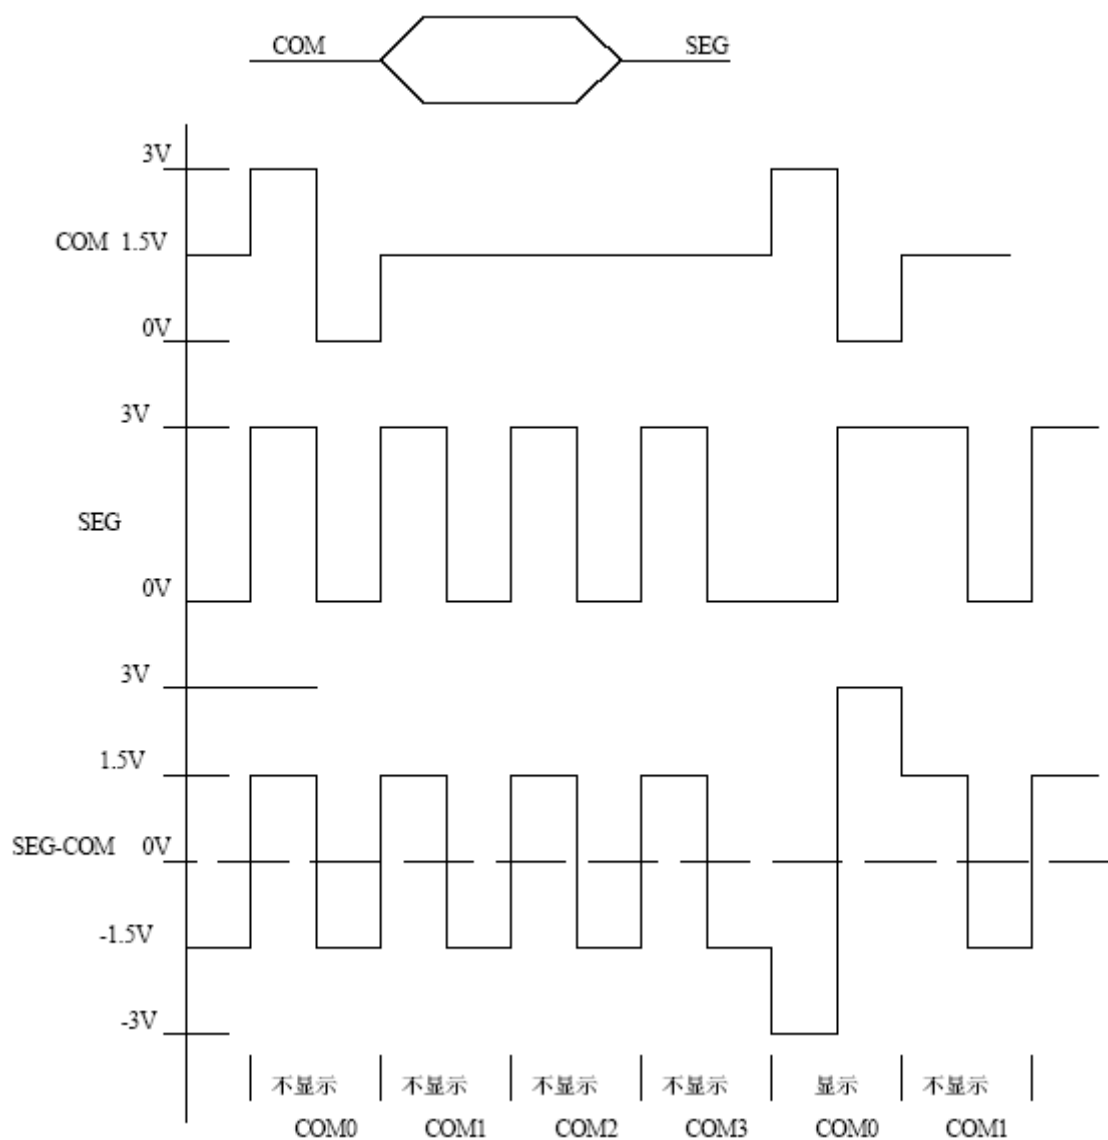 COM SEG
3V
COM 1.5V
0V
3V
SEG
0V
3V
1.5V
SEG-COM 0V
-1.5V
-3V
不显示 不显示 不显示 不显示 显示 不显示
COM0 COM1 COM2 COM3 COM0 COM1